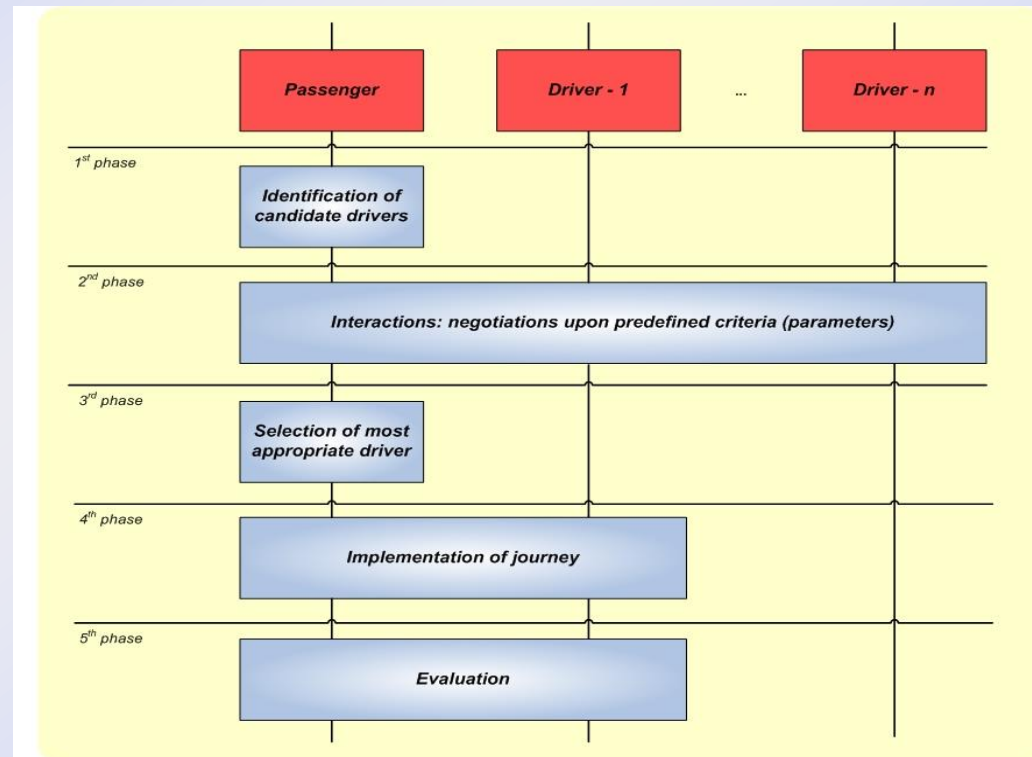 Passenger
Driver - 1
...
Driver - n
1st phase
Identification of
candidate drivers
2nd phase
Interactions: negotiations upon predefined criteria (parameters)
3rd phase
Selection of most
appropriate driver
4th phase
Implementation of journey
5th phase
Evaluation